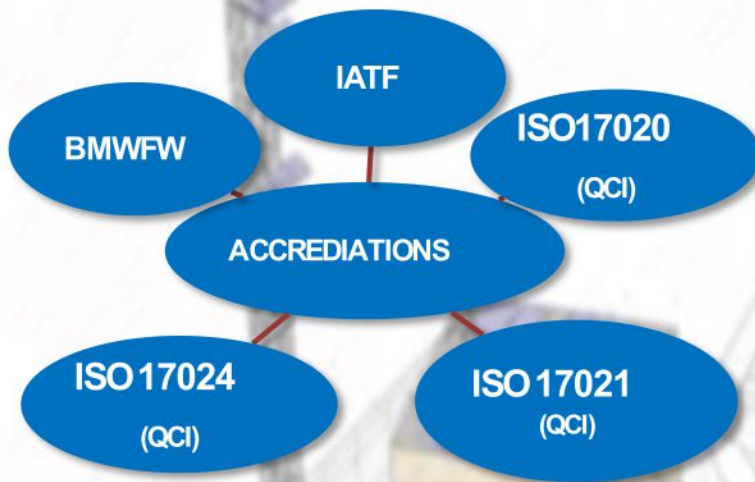 IATF
BMWFW
ISO17020
(QCI)
ACCREDIATIONS
ISO 17024
(QCI)
ISO 17021
(QCI)